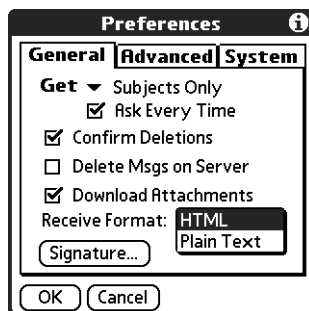 Preferences i
General Advanced System
Get Subjects Only
Ask Every Time
Confirm Deletions
Delete Msgs on Server
Download Attachments
Receive Format: HTML
Plain Text
Signature...
OK Cancel